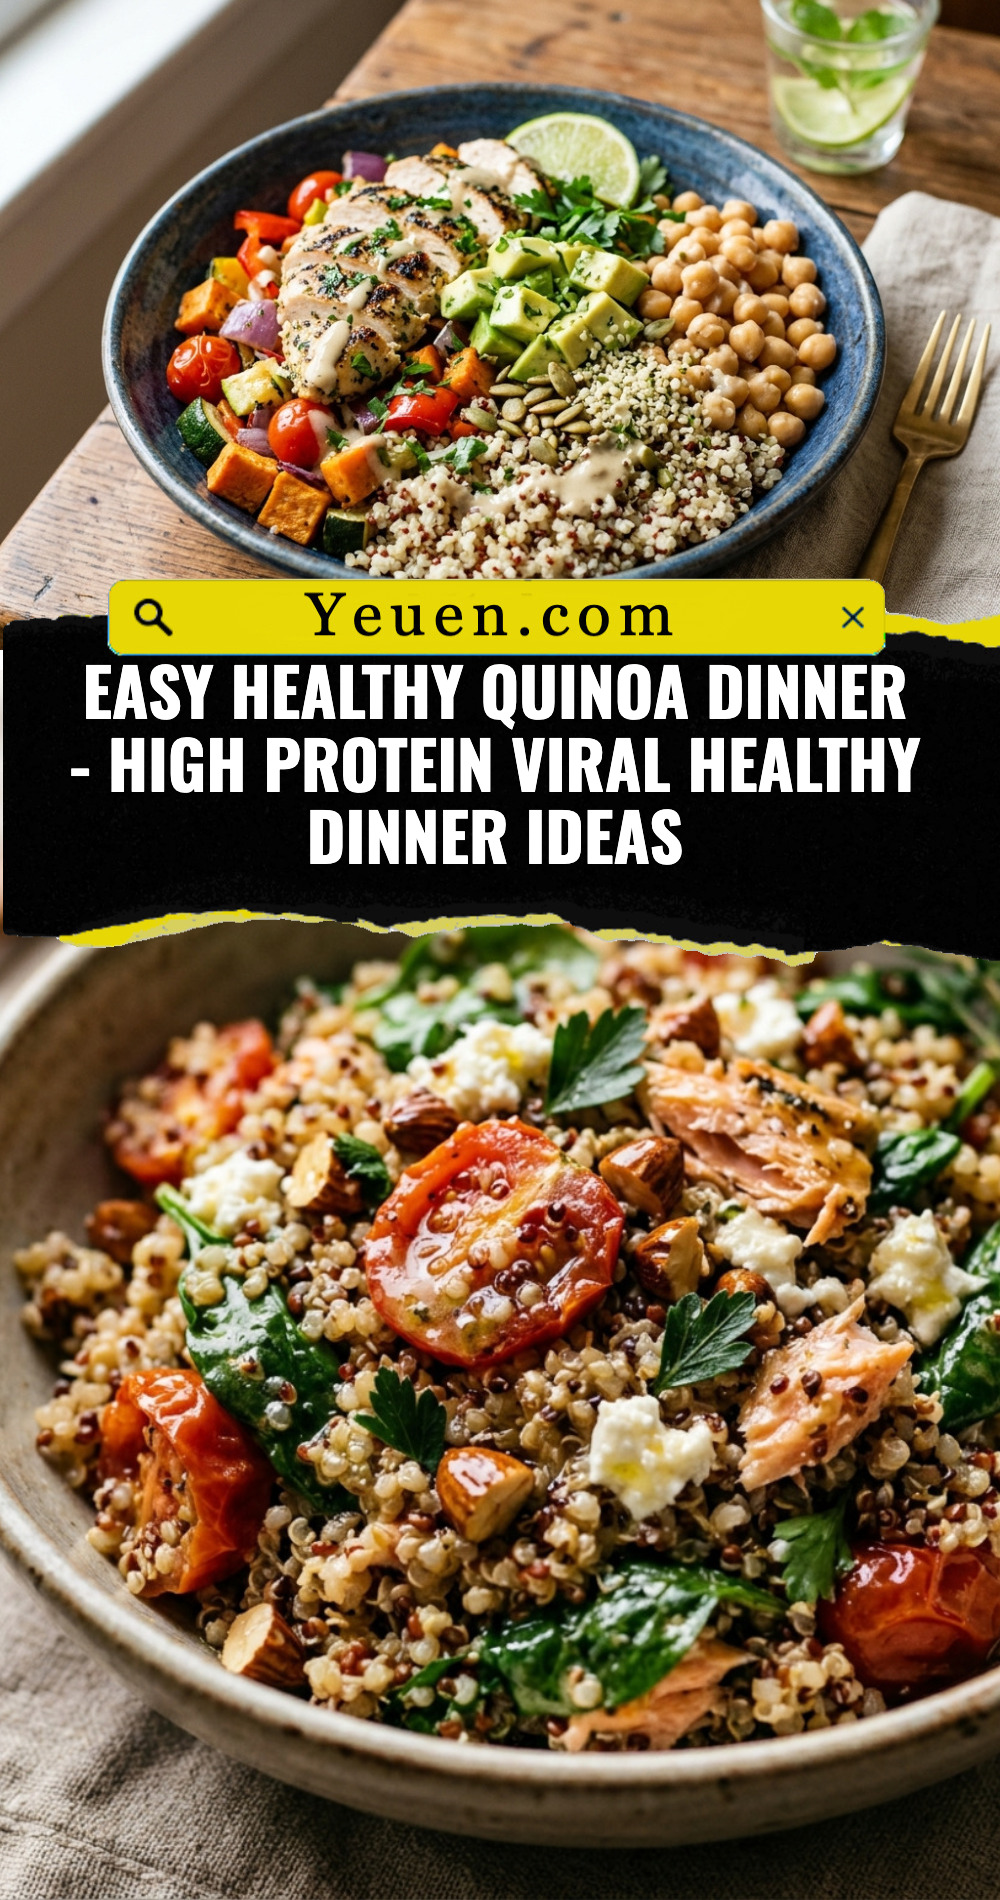 Yeuen.com
EASY HEALTHY QUINOA DINNER
- HIGH PROTEIN VIRAL HEALTHY
DINNER IDEAS